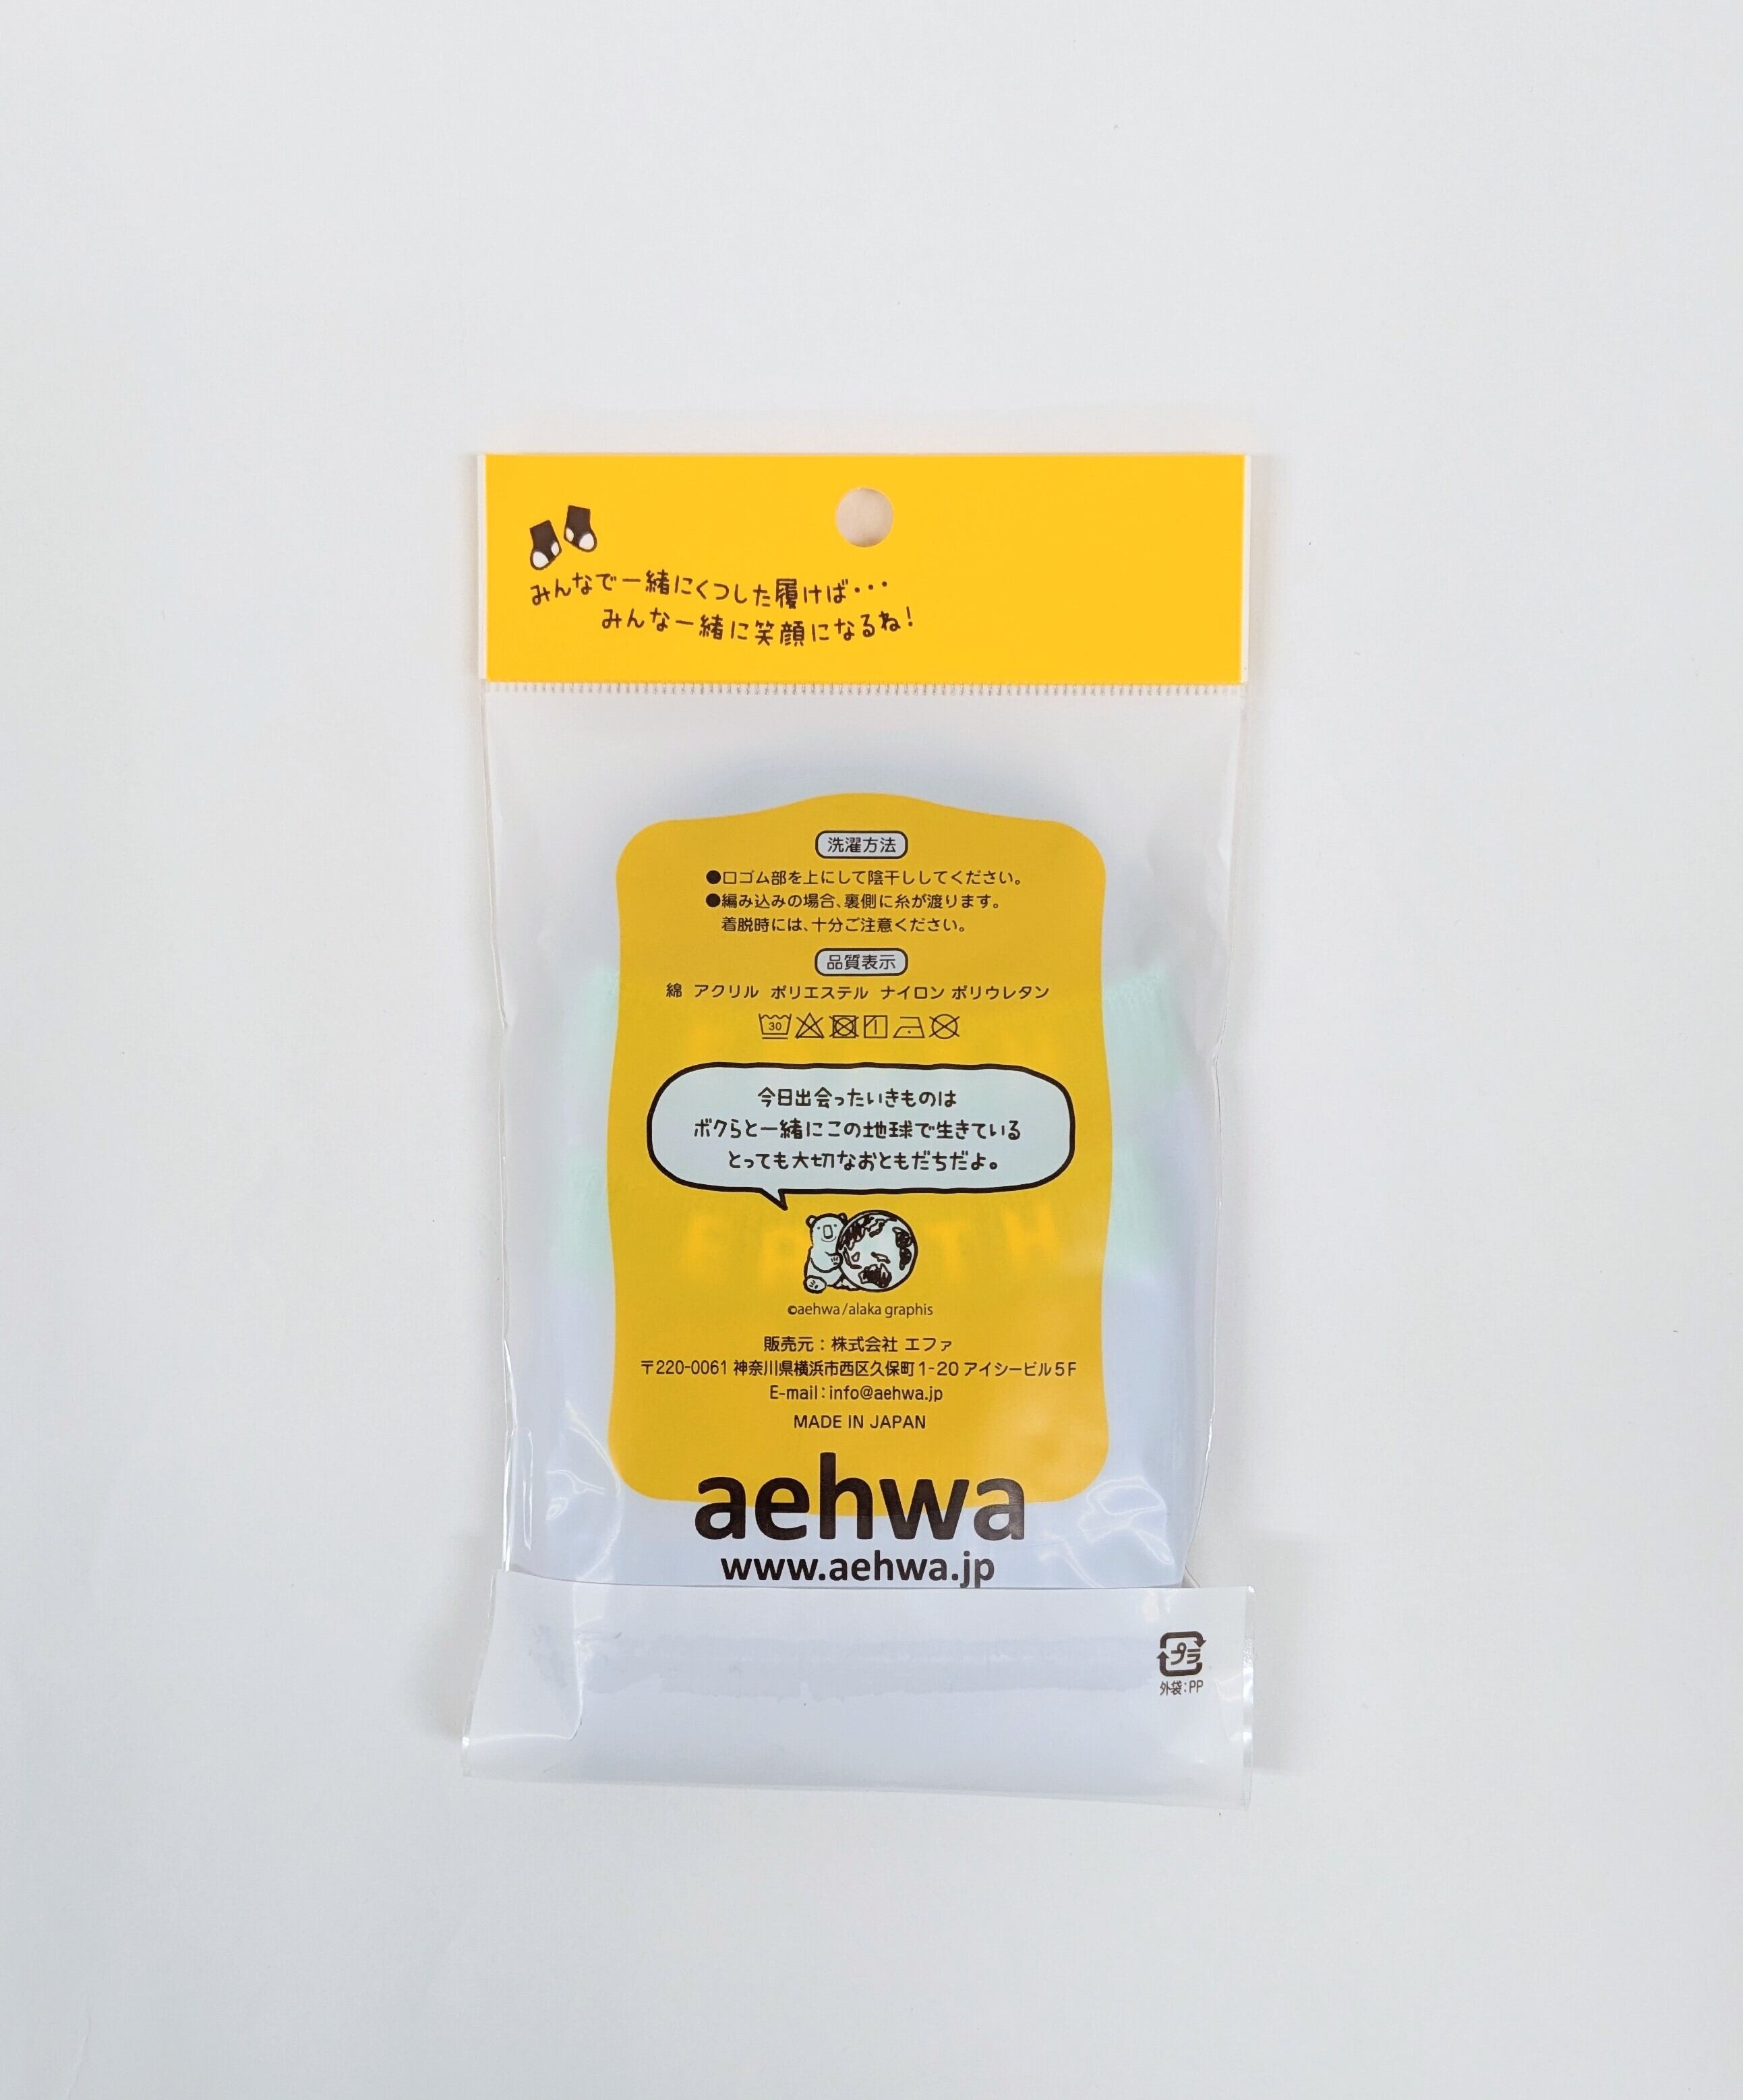 みんなで一緒にくつした履けば・・・
みんな一緒に笑顔になるね!
洗濯方法
●口ゴム部を上にして陰干ししてください。
●編み込みの場合、裏側に糸が渡ります。
着脱時には、十分ご注意ください。
品質表示
綿 アクリル ポリエステル ナイロン ポリウレタン
30
今日出会ったいきものは
ボクらと一緒にこの地球で生きている
とっても大切なおともだちだよ。
©aehwa/alaka graphis
販売元：株式会社 エファ
〒220-0061 神奈川県横浜市西区久保町1-20 アイシービル5F
E-mail：info@aehwa.jp
MADE IN JAPAN
aehwa
www.aehwa.jp
プラ
外袋：PP